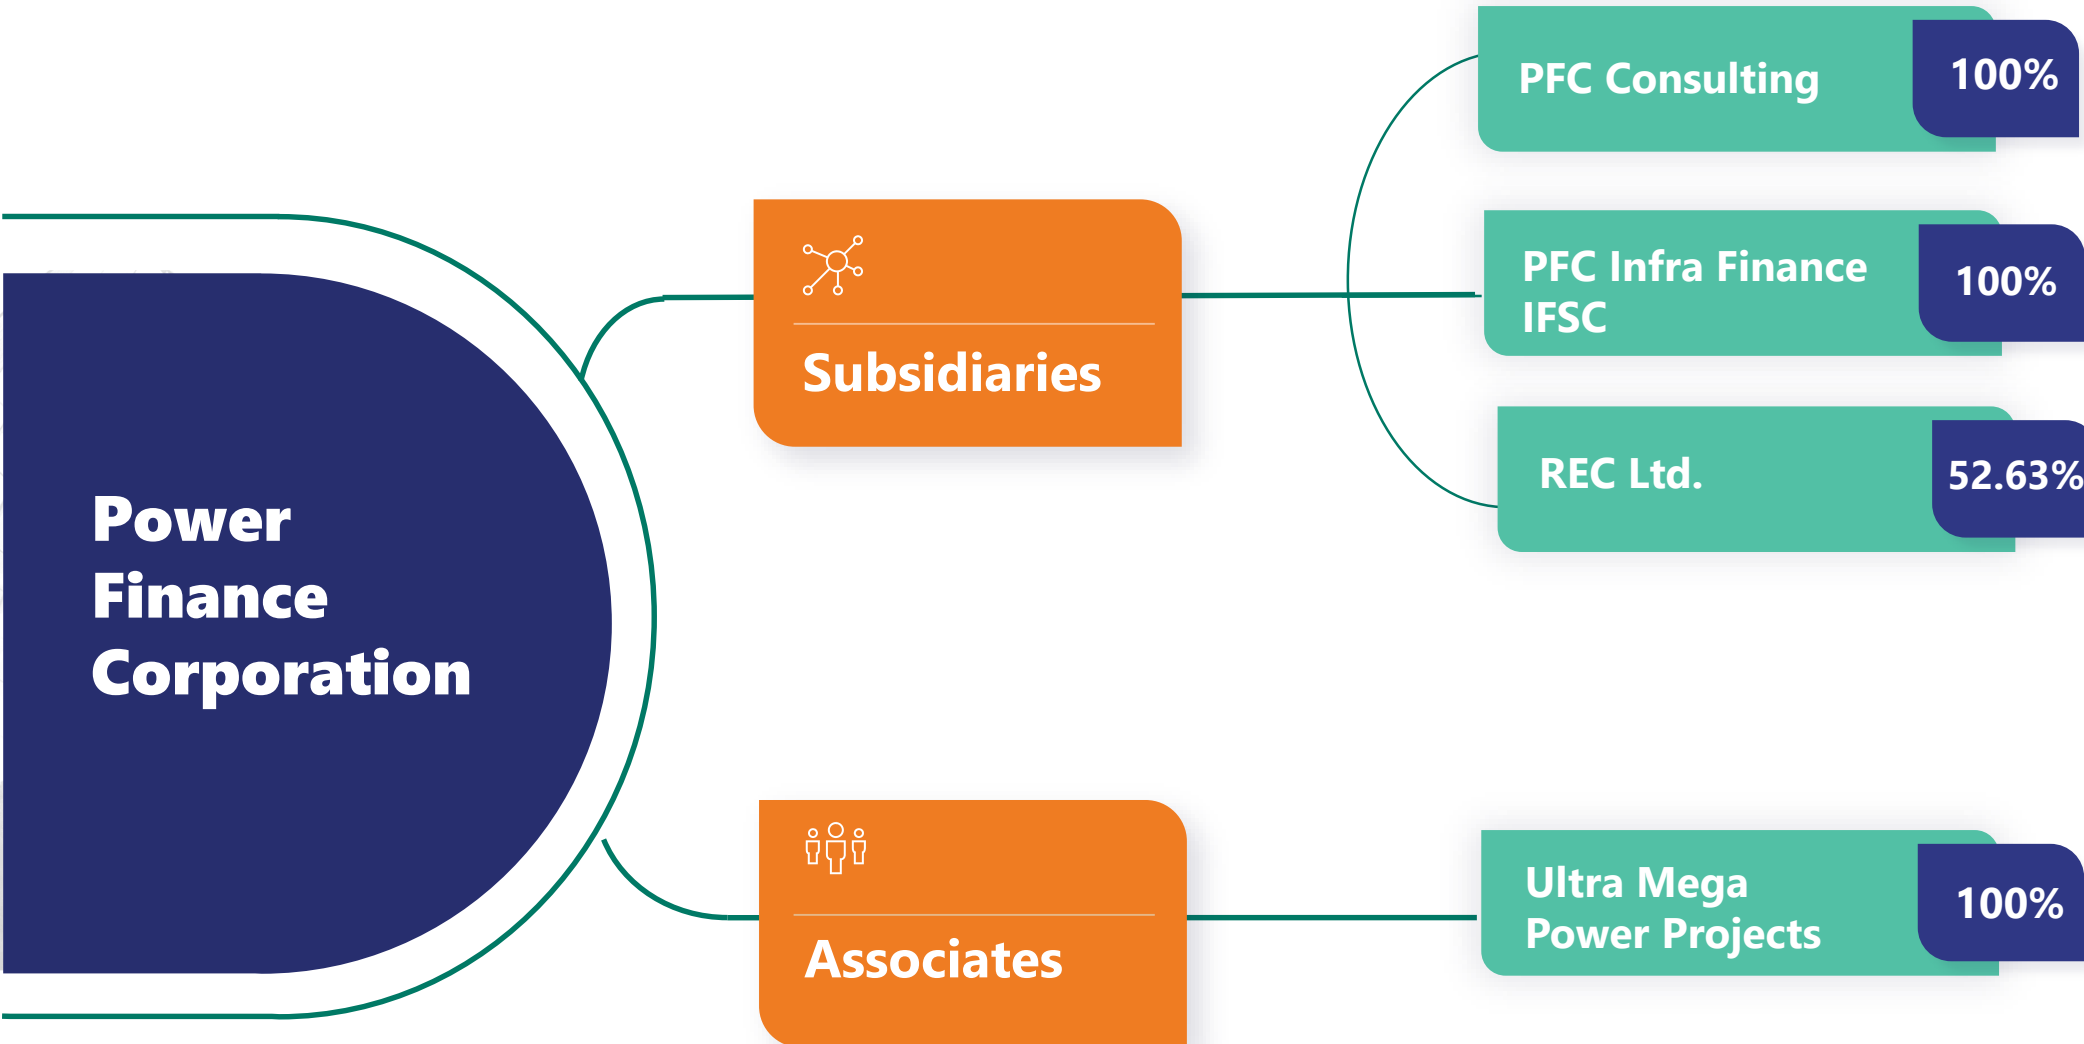 Power
Finance
Corporation
Subsidiaries
PFC Consulting
100%
PFC Infra Finance
IFSC
100%
REC Ltd.
52.63%
Associates
Ultra Mega
Power Projects
100%